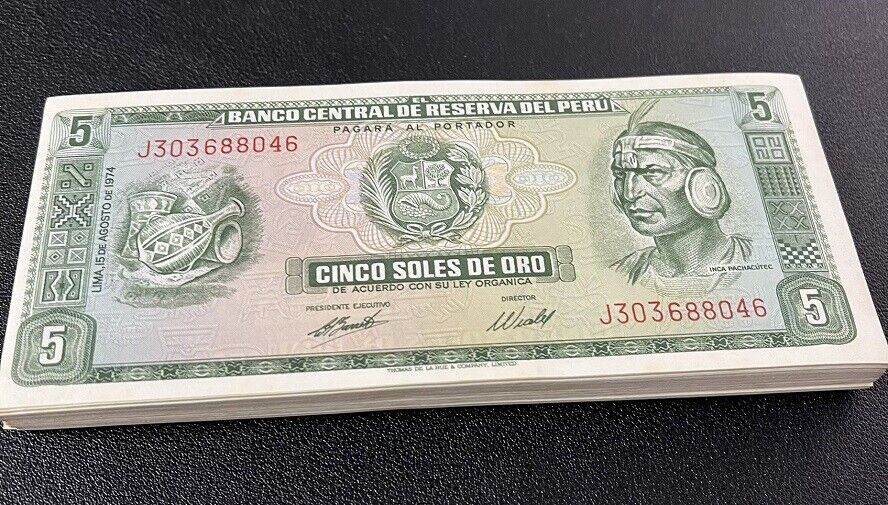 EL
BANCO CENTRAL DE RESERVA DEL PERU
PAGARA AL PORTADOR
5
5
J303688046
LIMA, 15 DE AGOSTO DE 1974
CINCO SOLES DE ORO
DE ACUERDO CON SU LEY ORGANICA
INCA PACHACUTEC
PRESIDENTE EJECUTIVO
DIRECTOR
J303688046
5
5
THOMAS DE LA RUE & COMPANY, LIMITED.